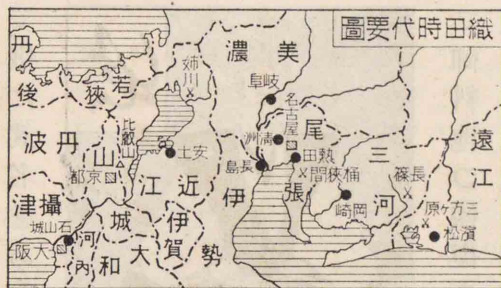 織田時代要圖
遠江
三河
長篠
三方ヶ原
濱松
岡崎
桶狹間
尾張
名古屋
熱田
淸洲
長島
美濃
岐阜
伊勢
近江
姉川
安土
比叡山
伊賀
若狹
丹後
丹波
山城
京都
大和
河内
攝津
石山城
大阪